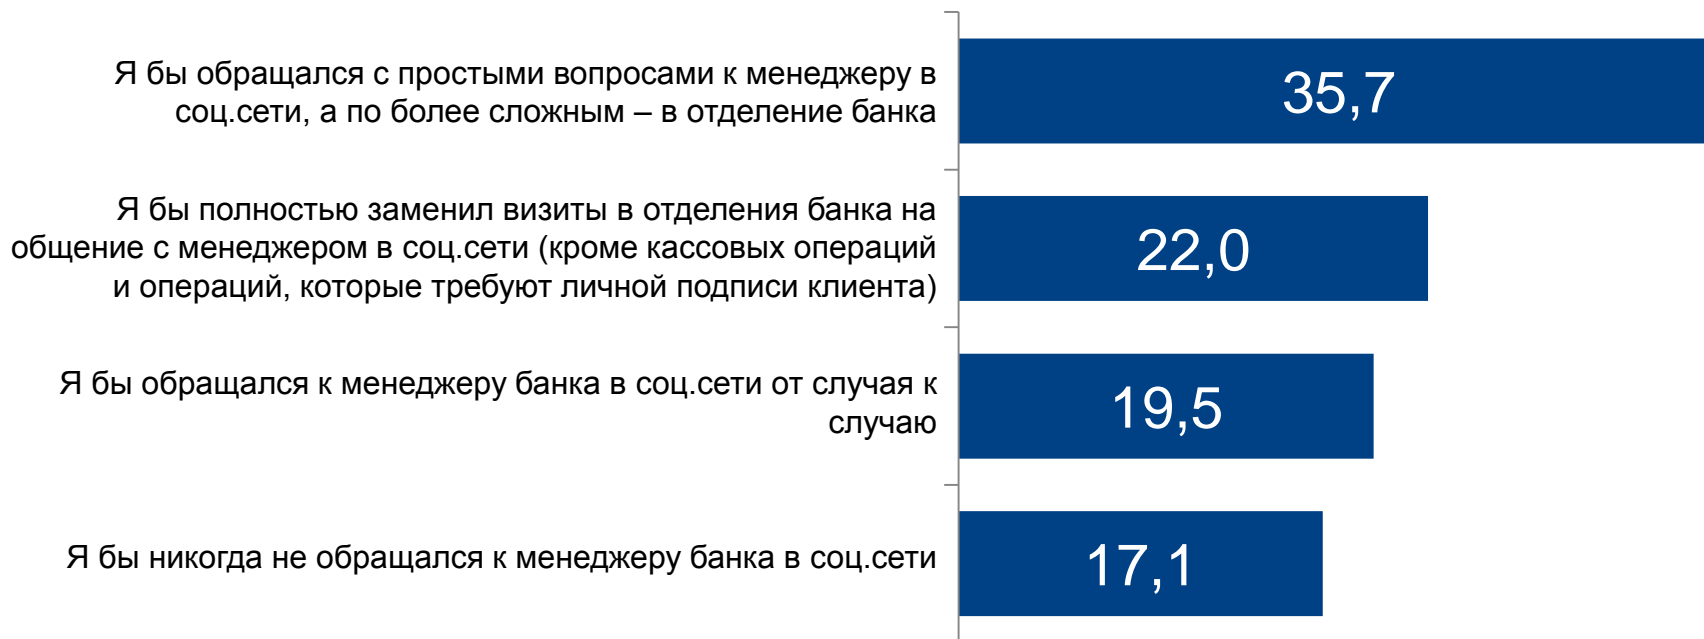 Я бы обращался с простыми вопросами к менеджеру в
соц.сети, а по более сложным – в отделение банка
35,7
Я бы полностью заменил визиты в отделения банка на
общение с менеджером в соц.сети (кроме кассовых операций
и операций, которые требуют личной подписи клиента)
22,0
Я бы обращался к менеджеру банка в соц.сети от случая к
случаю
19,5
Я бы никогда не обращался к менеджеру банка в соц.сети
17,1